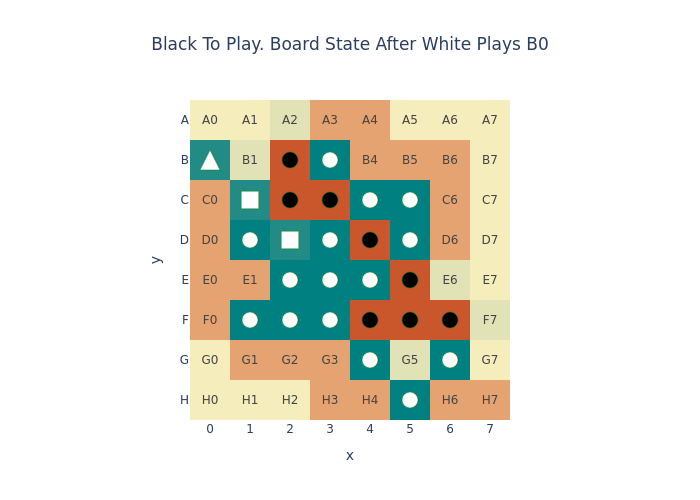 Black To Play. Board State After White Plays B0
A A0 A1 A2 A3 A4 A5 A6 A7
B B1 B4 B5 B6 B7
C C0 C6 C7
y D D0 D6 D7
E E0 E1 E6 E7
F F0 F7
G G0 G1 G2 G3 G5 G7
H H0 H1 H2 H3 H4 H6 H7
0 1 2 3 4 5 6 7
x